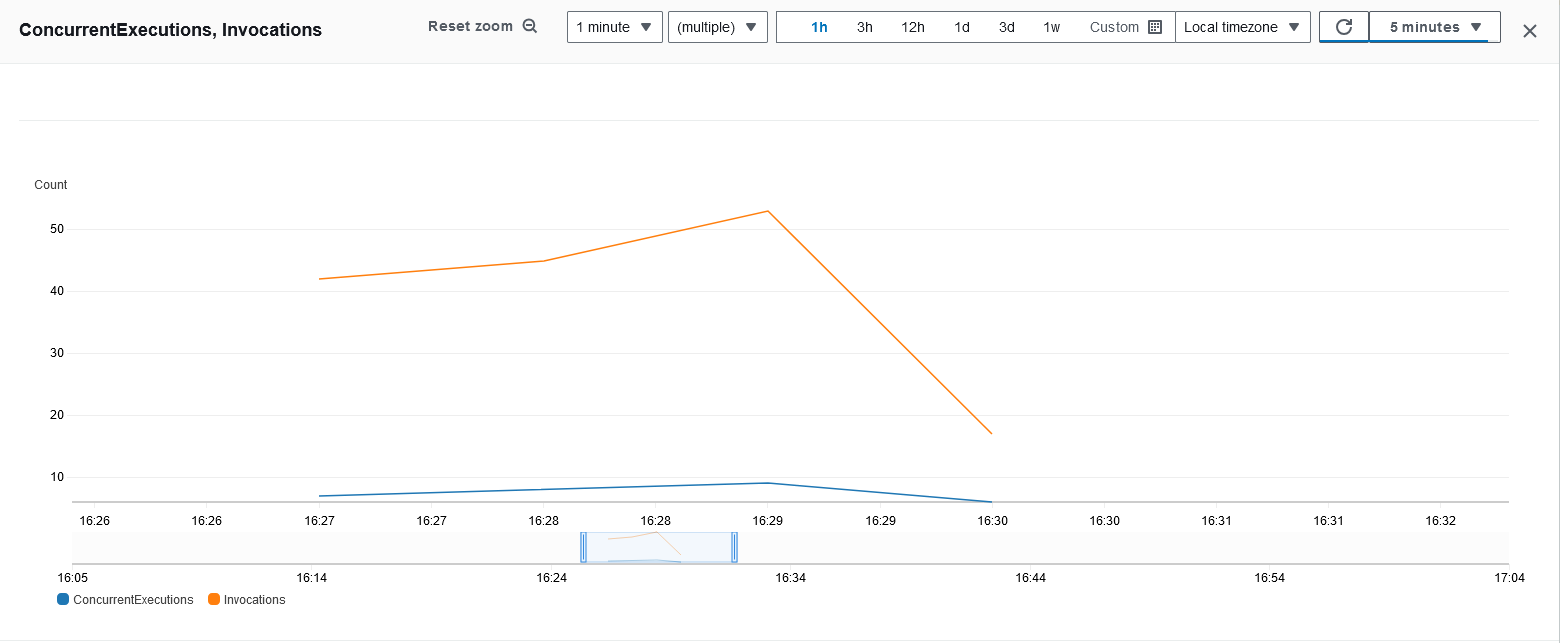 ConcurrentExecutions, Invocations
Reset zoom
1 minute
(multiple)
1h 3h 12h 1d 3d 1w Custom
Local timezone
5 minutes
Count
50
40
30
20
10
16:26 16:26 16:27 16:27 16:28 16:28 16:29 16:29 16:30 16:30 16:31 16:31 16:32
16:05 16:14 16:24 16:34 16:44 16:54 17:04
ConcurrentExecutions Invocations